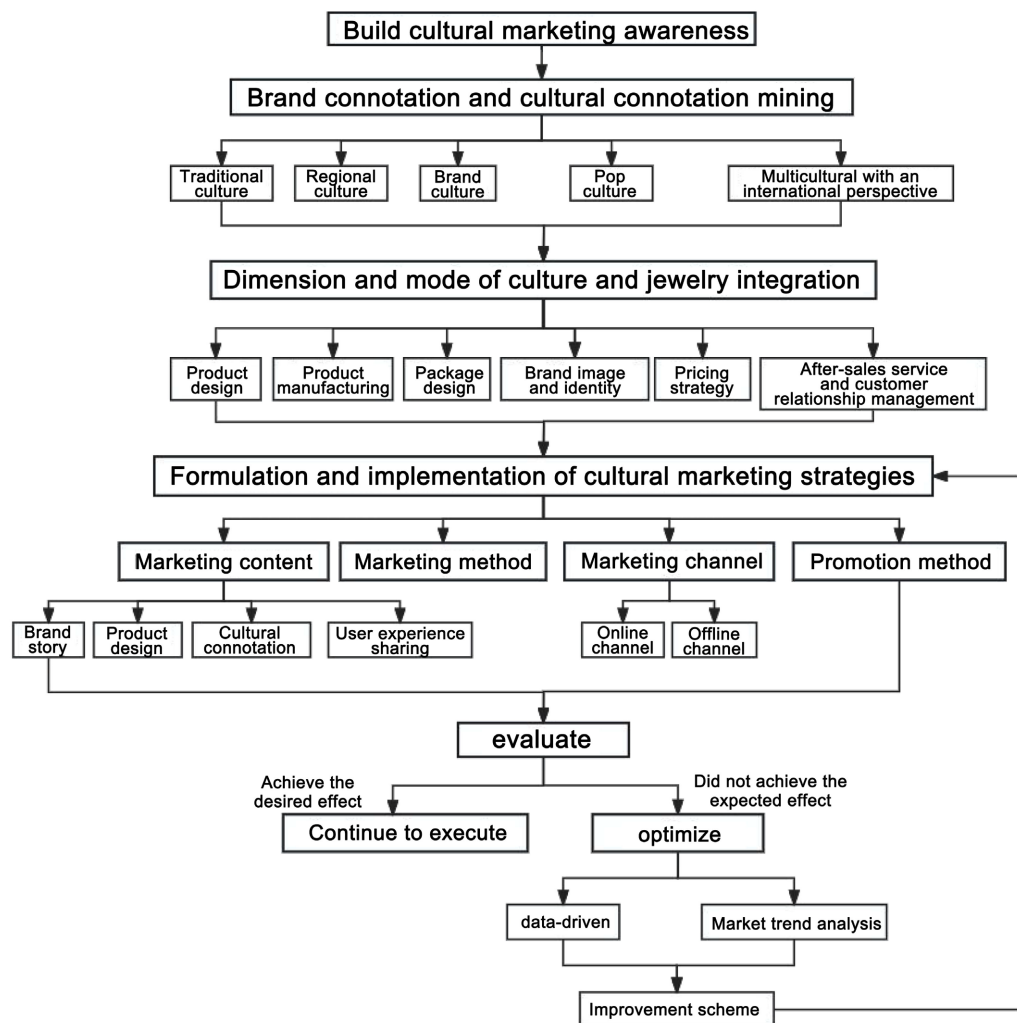 Build cultural marketing awareness
Brand connotation and cultural connotation mining
Traditional
culture
Regional
culture
Brand
culture
Pop
culture
Multicultural with an
international perspective
Dimension and mode of culture and jewelry integration
Product
design
Product
manufacturing
Package
design
Brand image
and identity
Pricing
strategy
After-sales service
and customer
relationship management
Formulation and implementation of cultural marketing strategies
Marketing content
Marketing method
Marketing channel
Promotion method
Brand
story
Product
design
Cultural
connotation
User experience
sharing
Online
channel
Offline
channel
evaluate
Achieve the
desired effect
Did not achieve the
expected effect
Continue to execute
optimize
data-driven
Market trend analysis
Improvement scheme